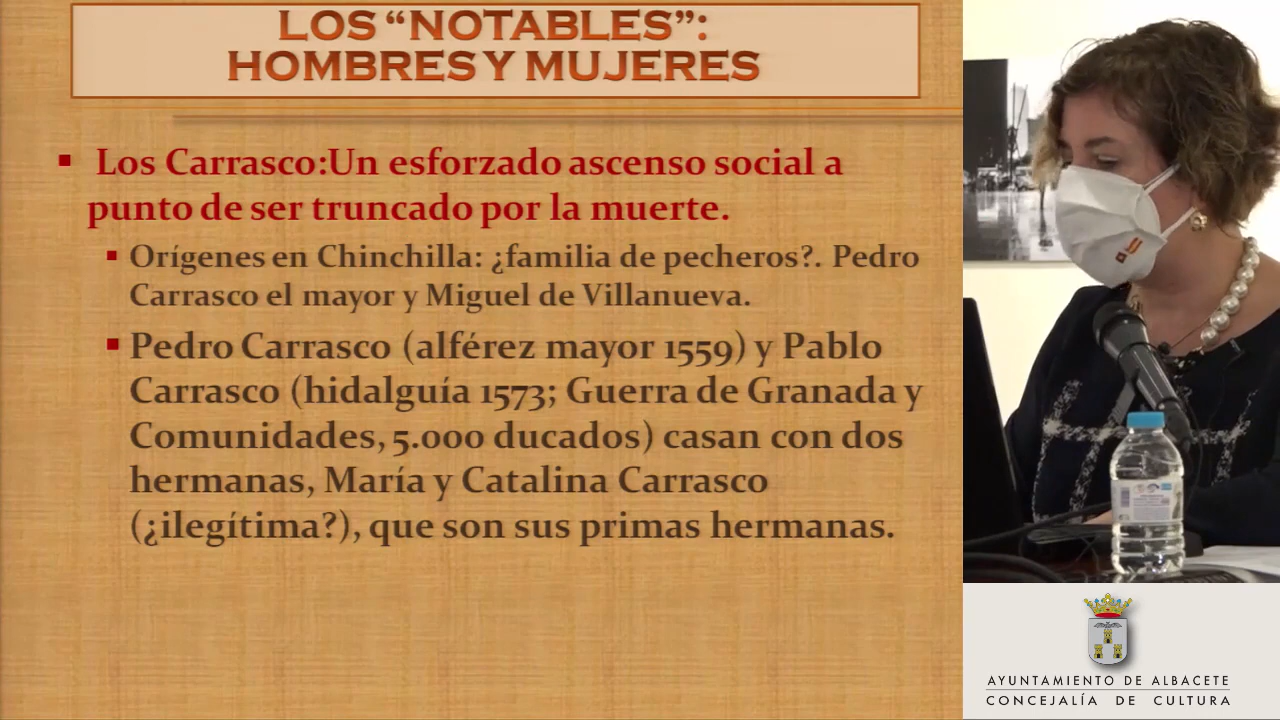 LOS “NOTABLES”:
HOMBRES Y MUJERES
▪ Los Carrasco:Un esforzado ascenso social a
punto de ser truncado por la muerte.
▪ Orígenes en Chinchilla: ¿familia de pecheros?. Pedro
Carrasco el mayor y Miguel de Villanueva.
▪ Pedro Carrasco (alférez mayor 1559) y Pablo
Carrasco (hidalguía 1573; Guerra de Granada y
Comunidades, 5.000 ducados) casan con dos
hermanas, María y Catalina Carrasco
(¿ilegítima?), que son sus primas hermanas.
AYUNTAMIENTO DE ALBACETE
CONCEJALÍA DE CULTURA